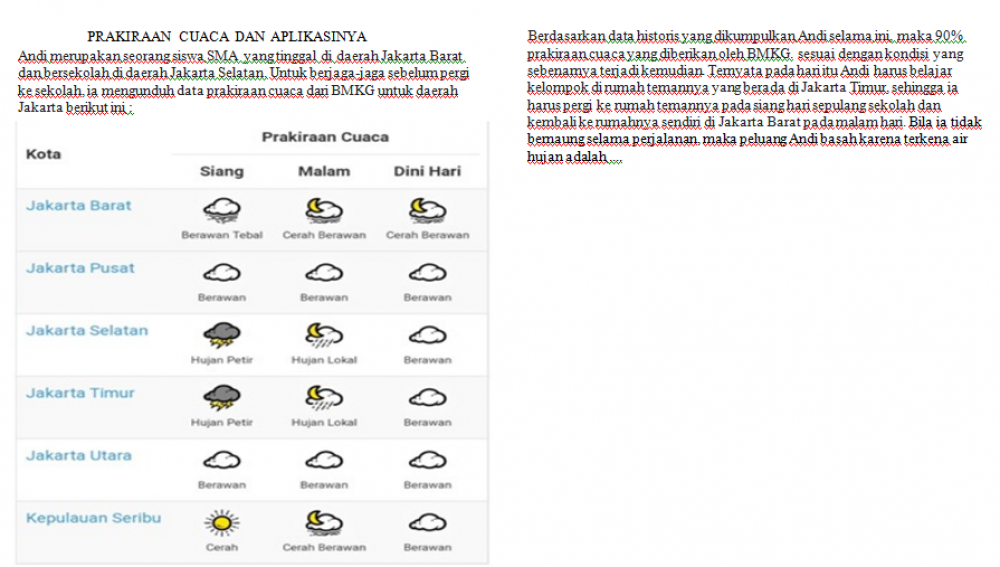 PRAKIRAAN CUACA DAN APLIKASINYA
Andi merupakan seorang siswa SMA yang tinggal di daerah Jakarta Barat
dan bersekolah di daerah Jakarta Selatan. Untuk berjaga-jaga sebelum pergi
ke sekolah, ia mengunduh data prakiraan cuaca dari BMKG untuk daerah
Jakarta berikut ini :
Prakiraan Cuaca
Kota
Siang Malam Dini Hari
Jakarta Barat
Berawan Tebal Cerah Berawan Cerah Berawan
Jakarta Pusat
Berawan Berawan Berawan
Jakarta Selatan
Hujan Petir Hujan Lokal Berawan
Jakarta Timur
Hujan Petir Hujan Lokal Berawan
Jakarta Utara
Berawan Berawan Berawan
Kepulauan Seribu
Cerah Cerah Berawan Berawan
Berdasarkan data historis yang dikumpulkan Andi selama ini, maka 90%
prakiraan cuaca yang diberikan oleh BMKG, sesuai dengan kondisi yang
sebenarnya terjadi kemudian. Ternyata pada hari itu Andi harus belajar
kelompok di rumah temannya yang berada di Jakarta Timur, sehingga ia
harus pergi ke rumah temannya pada siang hari sepulang sekolah dan
kembali ke rumahnya sendiri di Jakarta Barat pada malam hari. Bila ia tidak
bernaung selama perjalanan, maka peluang Andi basah karena terkena air
hujan adalah....